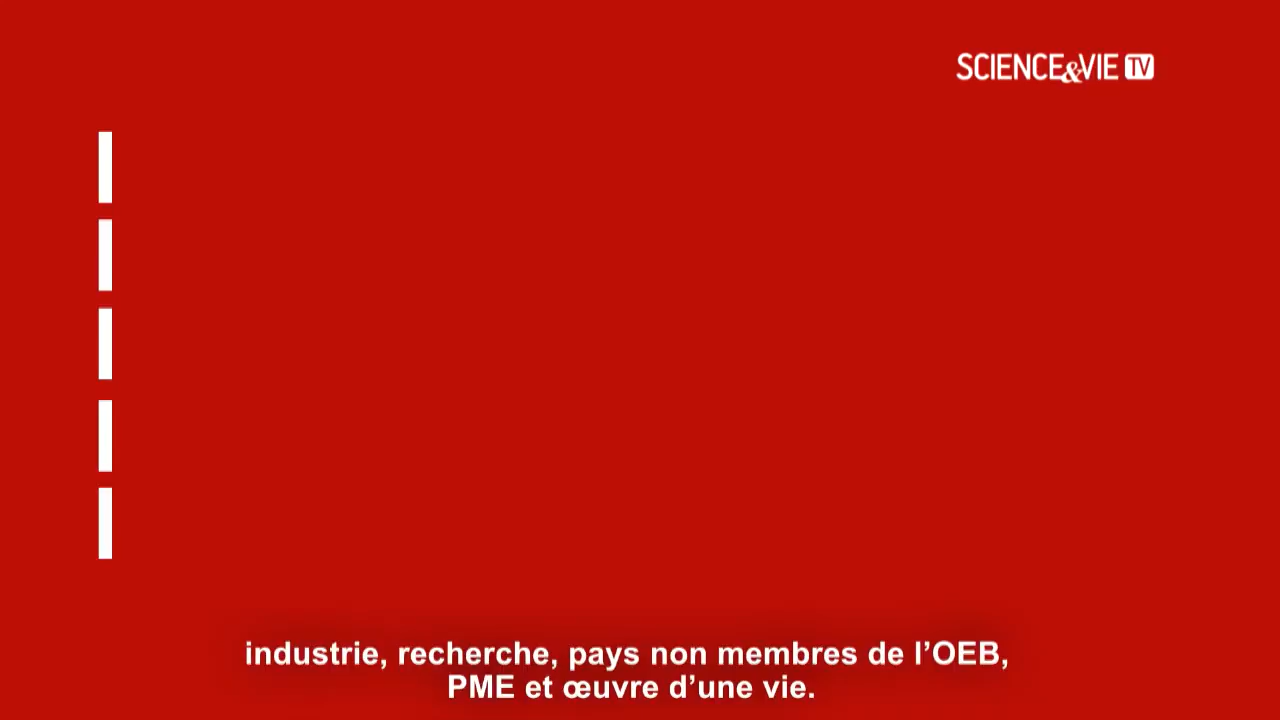 SCIENCE&VIE TV
industrie, recherche, pays non membres de l’OEB,
PME et œuvre d’une vie.